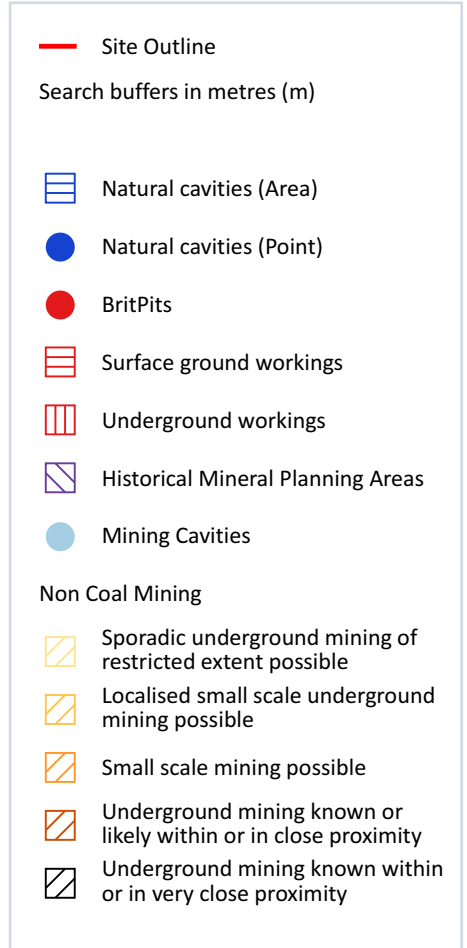 Site Outline
Search buffers in metres (m)
Natural cavities (Area)
Natural cavities (Point)
BritPits
Surface ground workings
Underground workings
Historical Mineral Planning Areas
Mining Cavities
Non Coal Mining
Sporadic underground mining of
restricted extent possible
Localised small scale underground
mining possible
Small scale mining possible
Underground mining known or
likely within or in close proximity
Underground mining known within
or in very close proximity